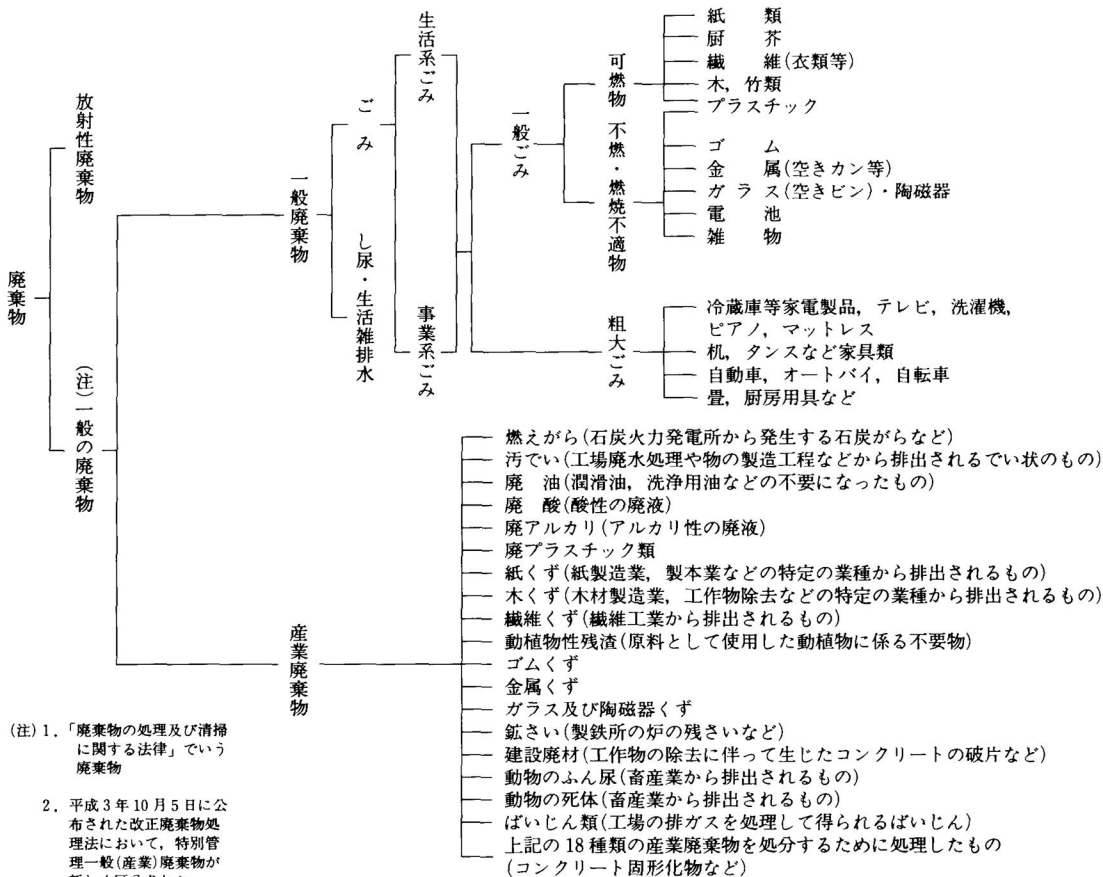 廃棄物
放射性廃棄物
(注)一般の廃棄物
一般廃棄物
産業廃棄物
ごみ
し尿・生活雑排水
生活系ごみ
事業系ごみ
一般ごみ
粗大ごみ
可燃物
不燃・燃焼不適物
紙　類
厨　芥
繊　維(衣類等)
木，竹類
プラスチック
ゴ　ム
金　属(空きカン等)
ガ ラ ス(空きビン)・陶磁器
電　池
雑　物
冷蔵庫等家電製品，テレビ，洗濯機，
ピアノ，マットレス
机，タンスなど家具類
自動車，オートバイ，自転車
畳，厨房用具など
燃えがら(石炭火力発電所から発生する石炭がらなど)
汚でい(工場廃水処理や物の製造工程などから排出されるでい状のもの)
廃　油(潤滑油，洗浄用油などの不要になったもの)
廃　酸(酸性の廃液)
廃アルカリ(アルカリ性の廃液)
廃プラスチック類
紙くず(紙製造業，製本業などの特定の業種から排出されるもの)
木くず(木材製造業，工作物除去などの特定の業種から排出されるもの)
繊維くず(繊維工業から排出されるもの)
動植物性残渣(原料として使用した動植物に係る不要物)
ゴムくず
金属くず
ガラス及び陶磁器くず
鉱さい(製鉄所の炉の残さいなど)
建設廃材(工作物の除去に伴って生じたコンクリートの破片など)
動物のふん尿(畜産業から排出されるもの)
動物の死体(畜産業から排出されるもの)
ばいじん類(工場の排ガスを処理して得られるばいじん)
上記の18種類の産業廃棄物を処分するために処理したもの
(コンクリート固形化物など)
(注) 1．「廃棄物の処理及び清掃
に関する法律」でいう
廃棄物
2．平成3年10月5日に公
布された改正廃棄物処
理法において，特別管
理一般(産業)廃棄物が